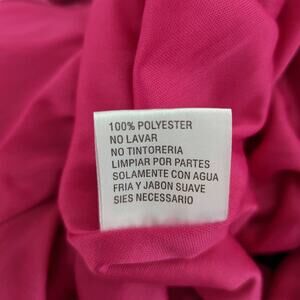 100% POLYESTER
NO LAVAR
NO TINTORERIA
LIMPIAR POR PARTES
SOLAMENTE CON AGUA
FRIA Y JABON SUAVE
SIES NECESSARIO